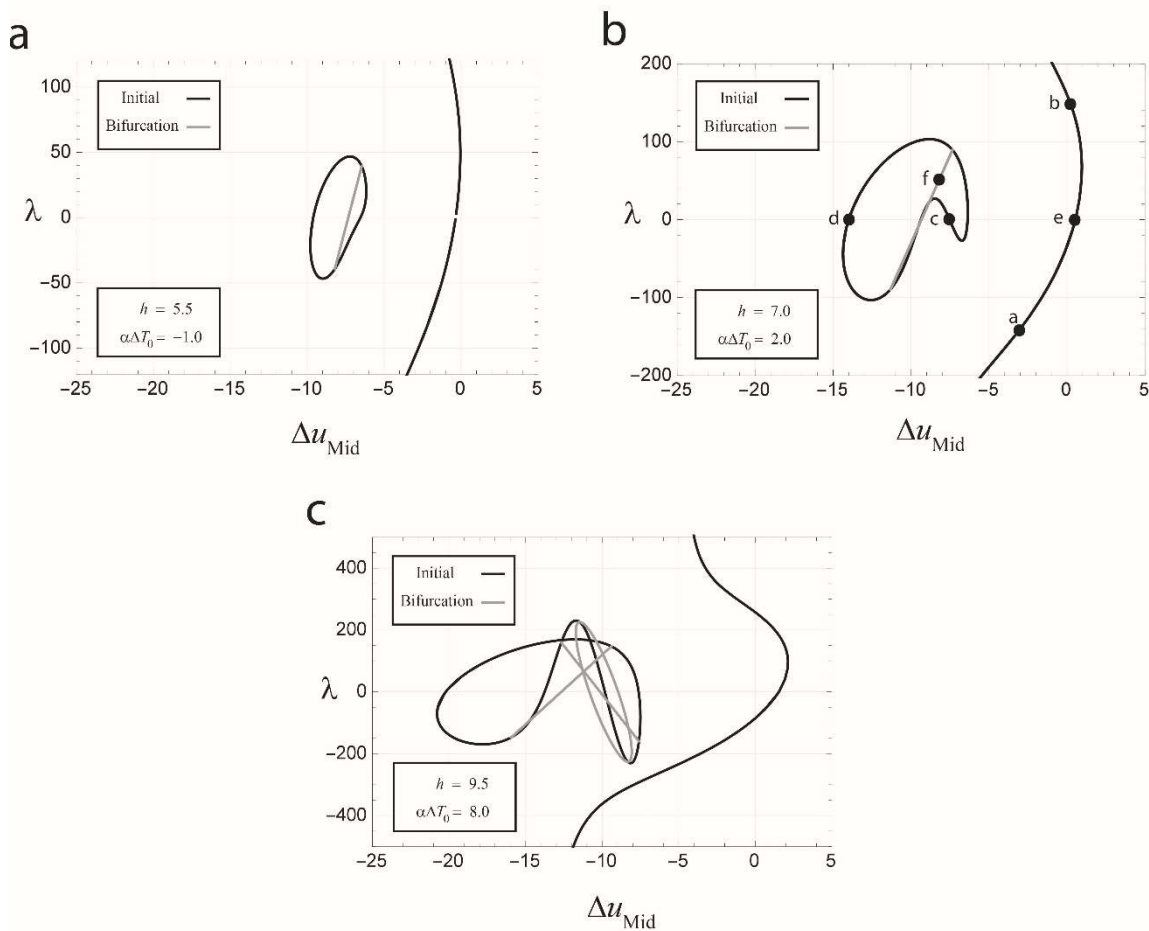 a
100
50
0
−50
−100
λ
Initial
Bifurcation
h = 5.5
αΔT0 = −1.0
−25 −20 −15 −10 −5 0 5
ΔuMid
b
200
100
0
−100
−200
λ
Initial
Bifurcation
b
f
d
c
e
a
h = 7.0
αΔT0 = 2.0
−25 −20 −15 −10 −5 0 5
ΔuMid
c
400
200
0
−200
−400
λ
Initial
Bifurcation
h = 9.5
αΔT0 = 8.0
−25 −20 −15 −10 −5 0 5
ΔuMid